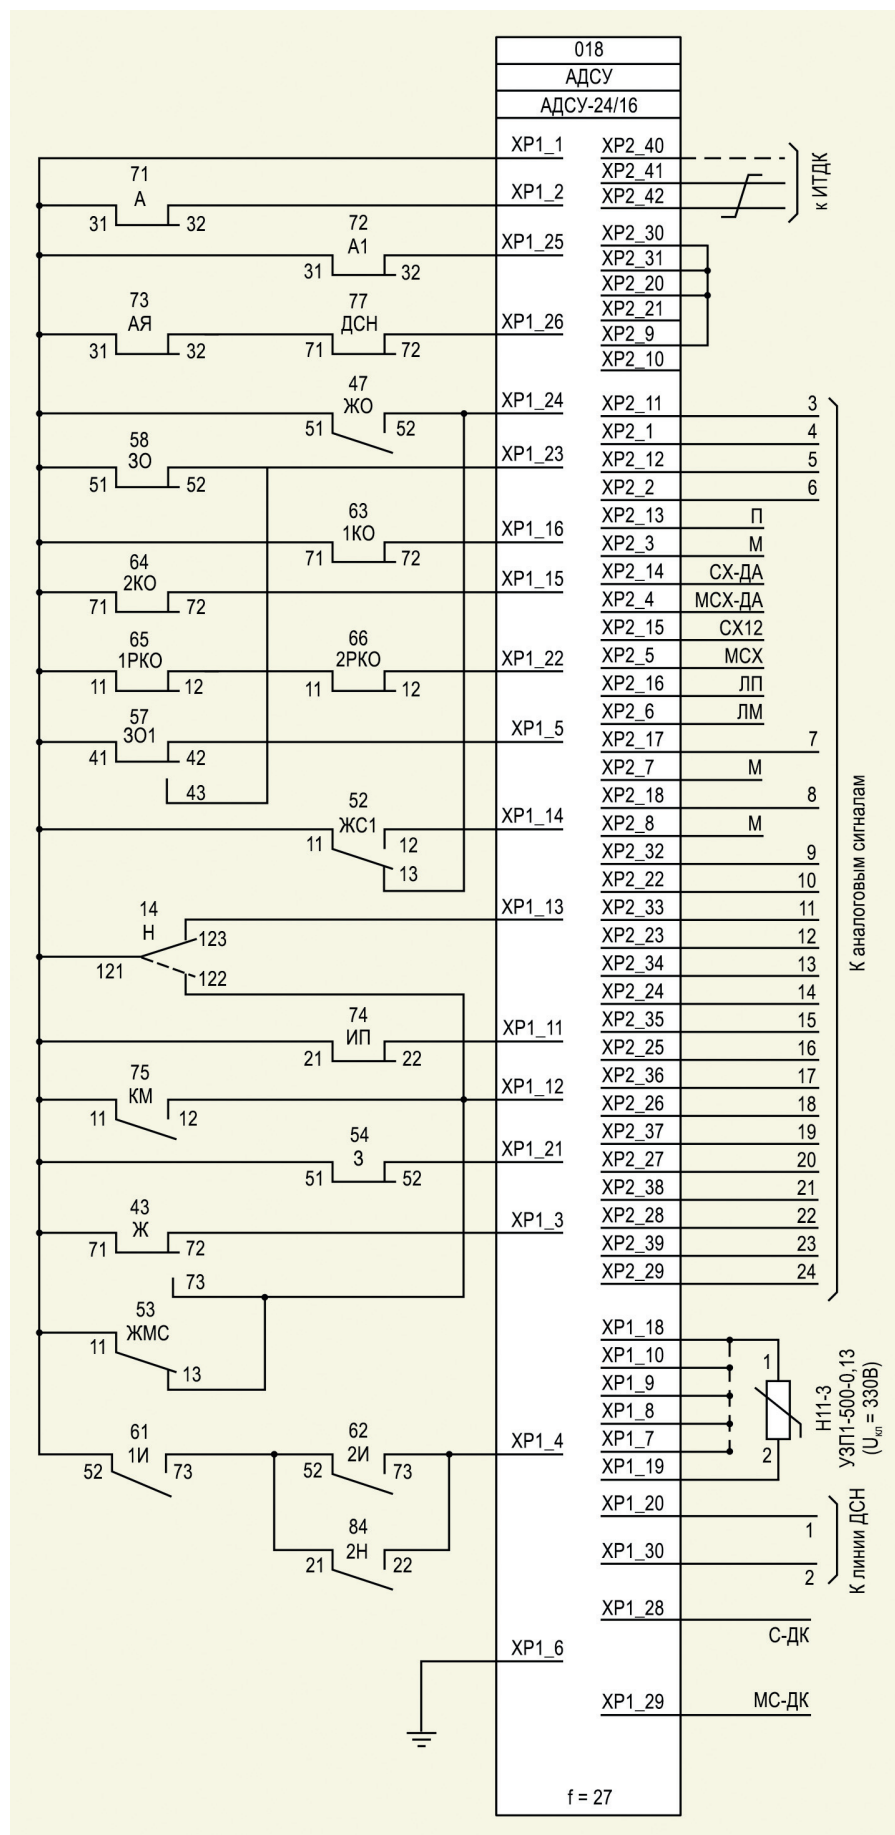 018
АДСУ
АДСУ-24/16
XP1_1
71
А
31 32
XP1_2
72
А1
31 32
XP1_25
73
АЯ
31 32
77
ДСН
71 72
XP1_26
47
ЖО
51 52
XP1_24
58
ЗО
51 52
XP1_23
63
1КО
71 72
XP1_16
64
2КО
71 72
XP1_15
65
1РКО
11 12
66
2РКО
11 12
XP1_22
57
ЗО1
41 42
43
XP1_5
52
ЖС1
11 12
13
XP1_14
14
Н
121
123
122
XP1_13
74
ИП
21 22
XP1_11
75
КМ
11 12
XP1_12
54
З
51 52
XP1_21
43
Ж
71 72
73
XP1_3
53
ЖМС
11
13
61
1И
52 73
62
2И
52 73
XP1_4
84
2Н
21 22
XP1_6
XP2_40
XP2_41
XP2_42
к ИТДК
XP2_30
XP2_31
XP2_20
XP2_21
XP2_9
XP2_10
XP2_11 3
XP2_1 4
XP2_12 5
XP2_2 6
XP2_13 П
XP2_3 М
XP2_14 СХ-ДА
XP2_4 МСХ-ДА
XP2_15 СХ12
XP2_5 МСХ
XP2_16 ЛП
XP2_6 ЛМ
XP2_17 7
XP2_7 М
XP2_18 8
XP2_8 М
XP2_32 9
XP2_22 10
XP2_33 11
XP2_23 12
XP2_34 13
XP2_24 14
XP2_35 15
XP2_25 16
XP2_36 17
XP2_26 18
XP2_37 19
XP2_27 20
XP2_38 21
XP2_28 22
XP2_39 23
XP2_29 24
К аналоговым сигналам
XP1_18
XP1_10
XP1_9
XP1_8
XP1_7
XP1_19
1
2
Н11-3
УЗП1-500-0,13
(Uкл = 330В)
XP1_20 1
XP1_30 2
К линии ДСН
XP1_28
С-ДК
XP1_29 МС-ДК
f = 27